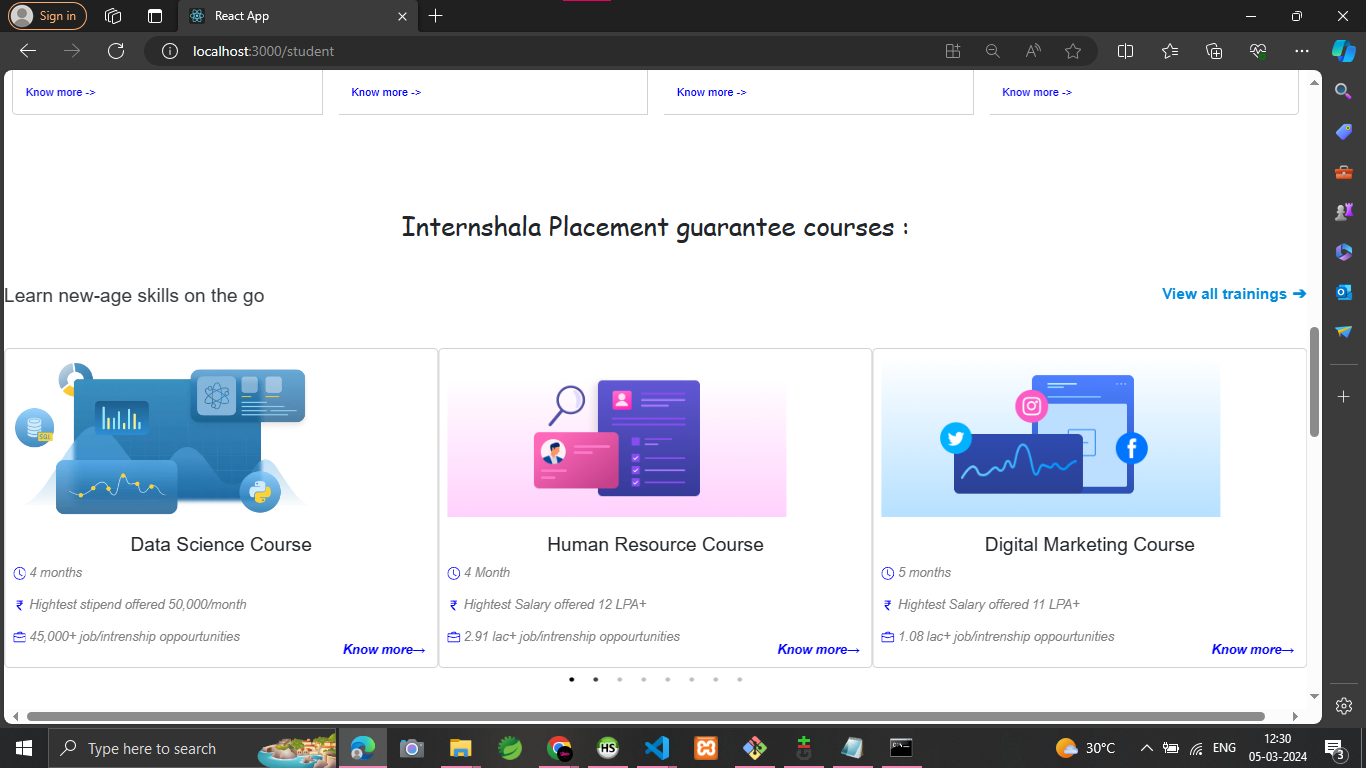 Sign in
React App
localhost:3000/student
Know more -> Know more -> Know more -> Know more ->
Internshala Placement guarantee courses :
Learn new-age skills on the go
View all trainings ➔
Data Science Course
4 months
₹ Hightest stipend offered 50,000/month
45,000+ job/intrenship oppourtunities
Know more→
Human Resource Course
4 Month
₹ Hightest Salary offered 12 LPA+
2.91 lac+ job/intrenship oppourtunities
Know more→
Digital Marketing Course
5 months
₹ Hightest Salary offered 11 LPA+
1.08 lac+ job/intrenship oppourtunities
Know more→
Type here to search
HS
30°C
ENG
12:30
05-03-2024
3